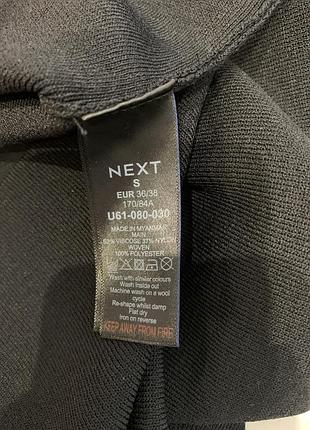 NEXT
S
EUR 36/38
170/84A
U61-080-030
MADE IN MYANMAR
MAIN
63% VISCOSE 37% NYLON
WOVEN
100% POLYESTER
Wash with similar colours
Wash inside out
Machine wash on a wool
cycle
Re-shape whilst damp
Flat dry
Iron on reverse
KEEP AWAY FROM FIRE